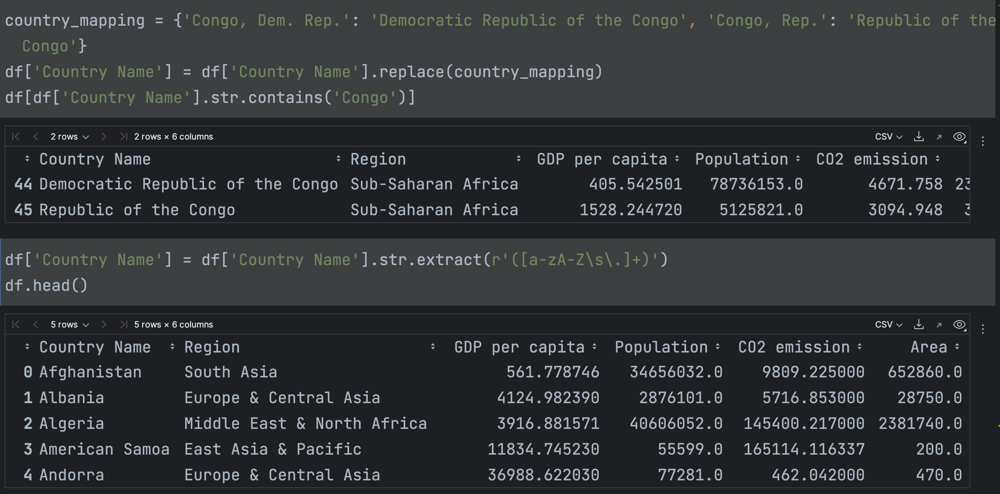 country_mapping = {'Congo, Dem. Rep.': 'Democratic Republic of the Congo', 'Congo, Rep.': 'Republic of the
Congo'}
df['Country Name'] = df['Country Name'].replace(country_mapping)
df[df['Country Name'].str.contains('Congo')]
2 rows 2 rows × 6 columns CSV
Country Name Region GDP per capita Population CO2 emission
44 Democratic Republic of the Congo Sub-Saharan Africa 405.542501 78736153.0 4671.758
45 Republic of the Congo Sub-Saharan Africa 1528.244720 5125821.0 3094.948
df['Country Name'] = df['Country Name'].str.extract(r'([a-zA-Z\s\.]+)')
df.head()
5 rows 5 rows × 6 columns CSV
Country Name Region GDP per capita Population CO2 emission Area
0 Afghanistan South Asia 561.778746 34656032.0 9809.225000 652860.0
1 Albania Europe & Central Asia 4124.982390 2876101.0 5716.853000 28750.0
2 Algeria Middle East & North Africa 3916.881571 40606052.0 145400.217000 2381740.0
3 American Samoa East Asia & Pacific 11834.745230 55599.0 165114.116337 200.0
4 Andorra Europe & Central Asia 36988.622030 77281.0 462.042000 470.0